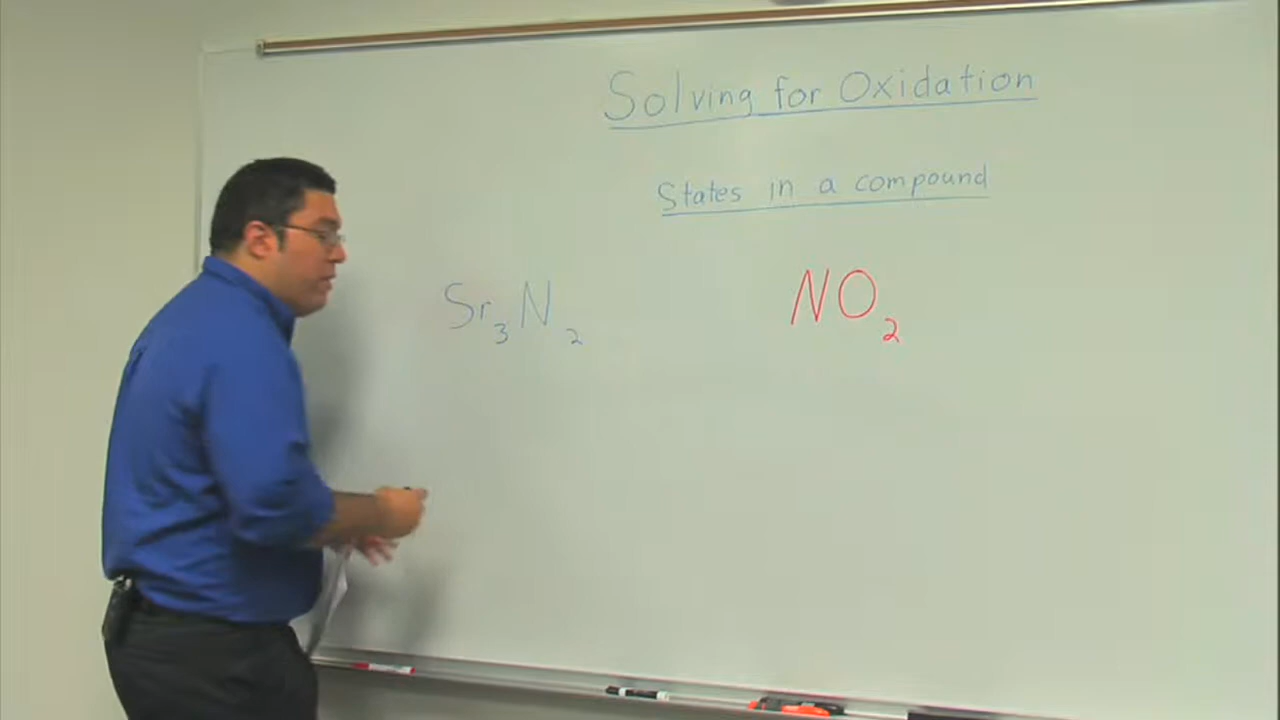 Solving for Oxidation
States in a compound
Sr₃N₂
NO₂